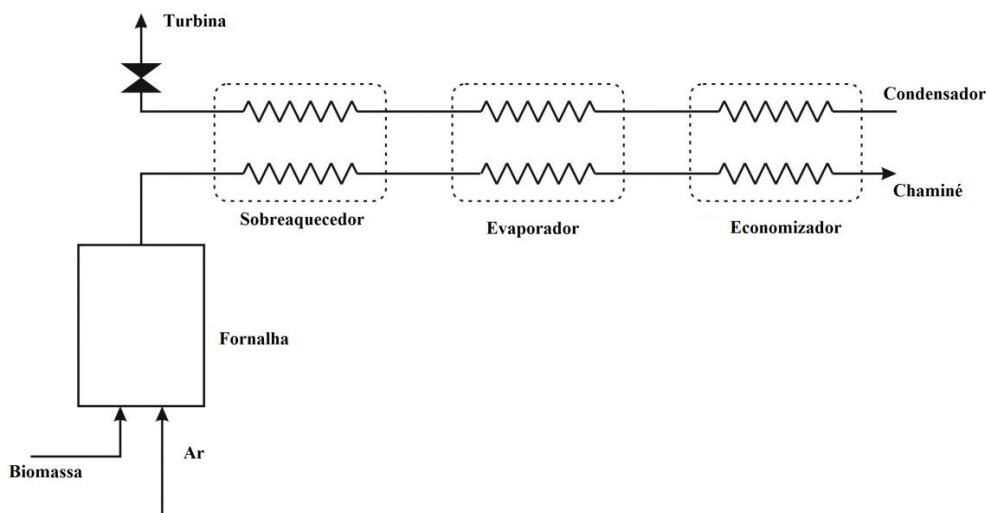 Turbina
Condensador
Chaminé
Sobreaquecedor
Evaporador
Economizador
Fornalha
Ar
Biomassa